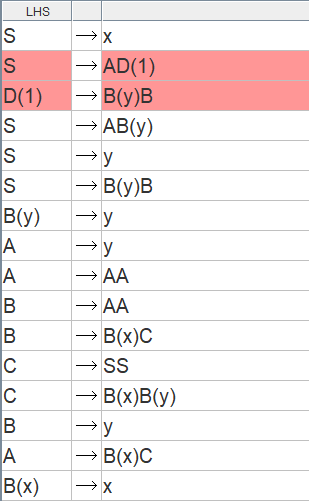 LHS
S → x
S → AD(1)
D(1) → B(y)B
S → AB(y)
S → y
S → B(y)B
B(y) → y
A → y
A → AA
B → AA
B → B(x)C
C → SS
C → B(x)B(y)
B → y
A → B(x)C
B(x) → x